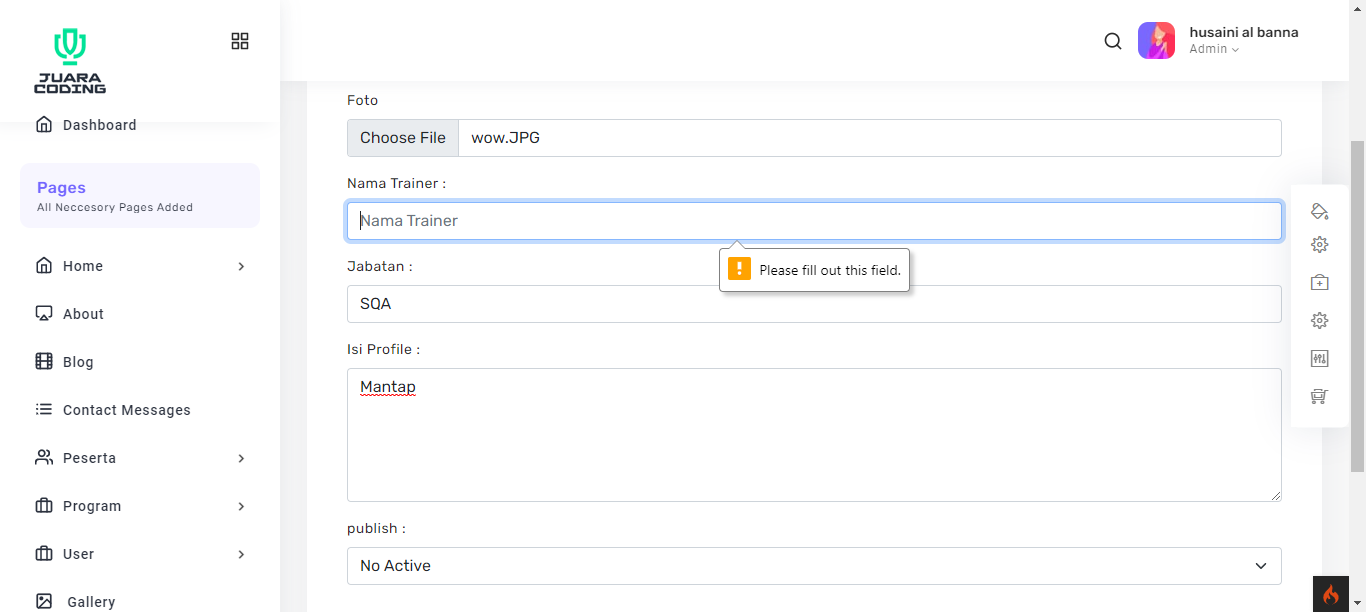 JUARA
CODING
husaini al banna
Admin
Dashboard
Pages
All Neccesory Pages Added
Home
About
Blog
Contact Messages
Peserta
Program
User
Gallery
Foto
Choose File wow.JPG
Nama Trainer :
Nama Trainer
Please fill out this field.
Jabatan :
SQA
Isi Profile :
Mantap
publish :
No Active